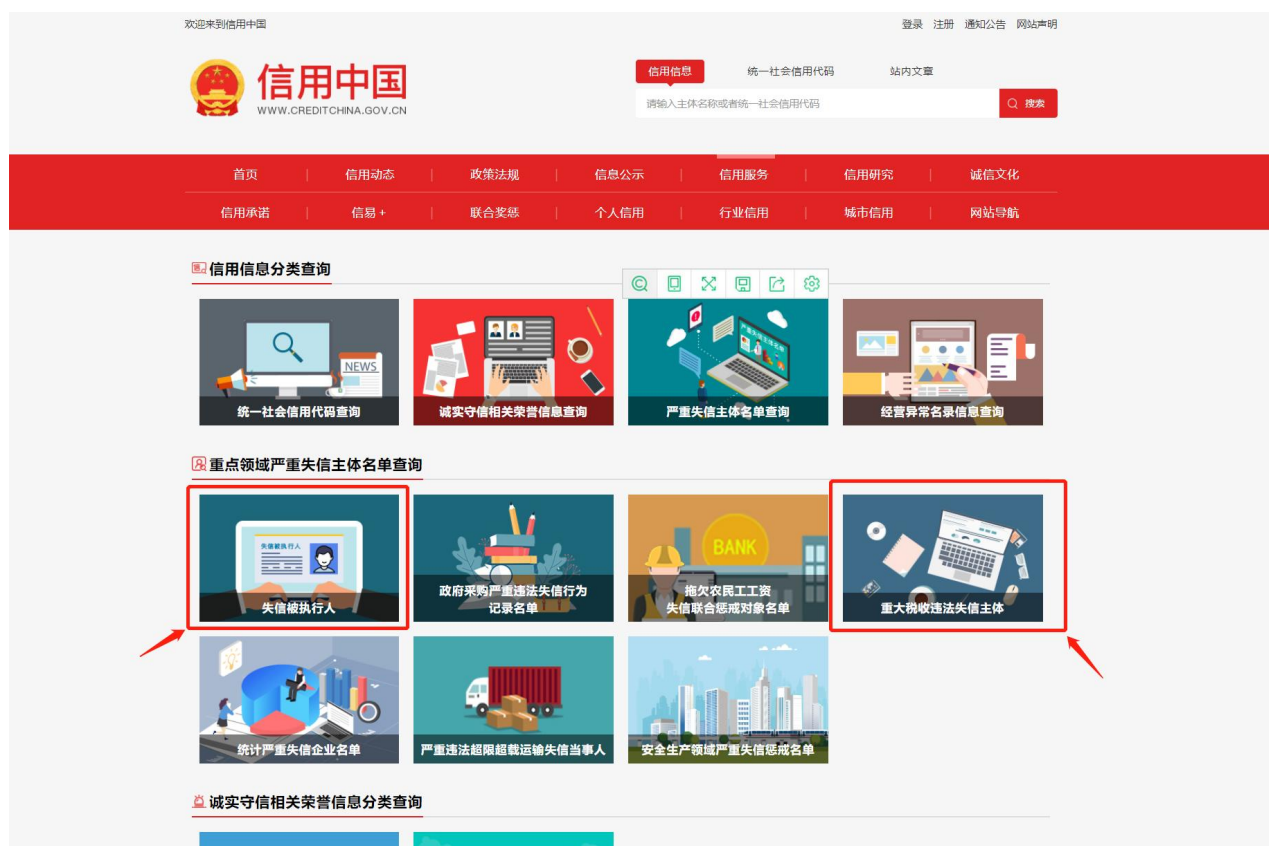 欢迎来到信用中国
登录 注册 通知公告 网站声明
信用中国
WWW.CREDITCHINA.GOV.CN
信用信息 统一社会信用代码 站内文章
请输入主体名称或者统一社会信用代码
搜索
首页 信用动态 政策法规 信息公示 信用服务 信用研究 诚信文化
信用承诺 信易+ 联合奖惩 个人信用 行业信用 城市信用 网站导航
信用信息分类查询
NEWS
统一社会信用代码查询
诚实守信相关荣誉信息查询
严重失信主体名单查询
经营异常名录信息查询
重点领域严重失信主体名单查询
失信被执行人
失信被执行人
政府采购严重违法失信行为
记录名单
BANK
拖欠农民工工资
失信联合惩戒对象名单
重大税收违法失信主体
统计严重失信企业名单
严重违法超限超载运输失信当事人
安全生产领域严重失信惩戒名单
诚实守信相关荣誉信息分类查询